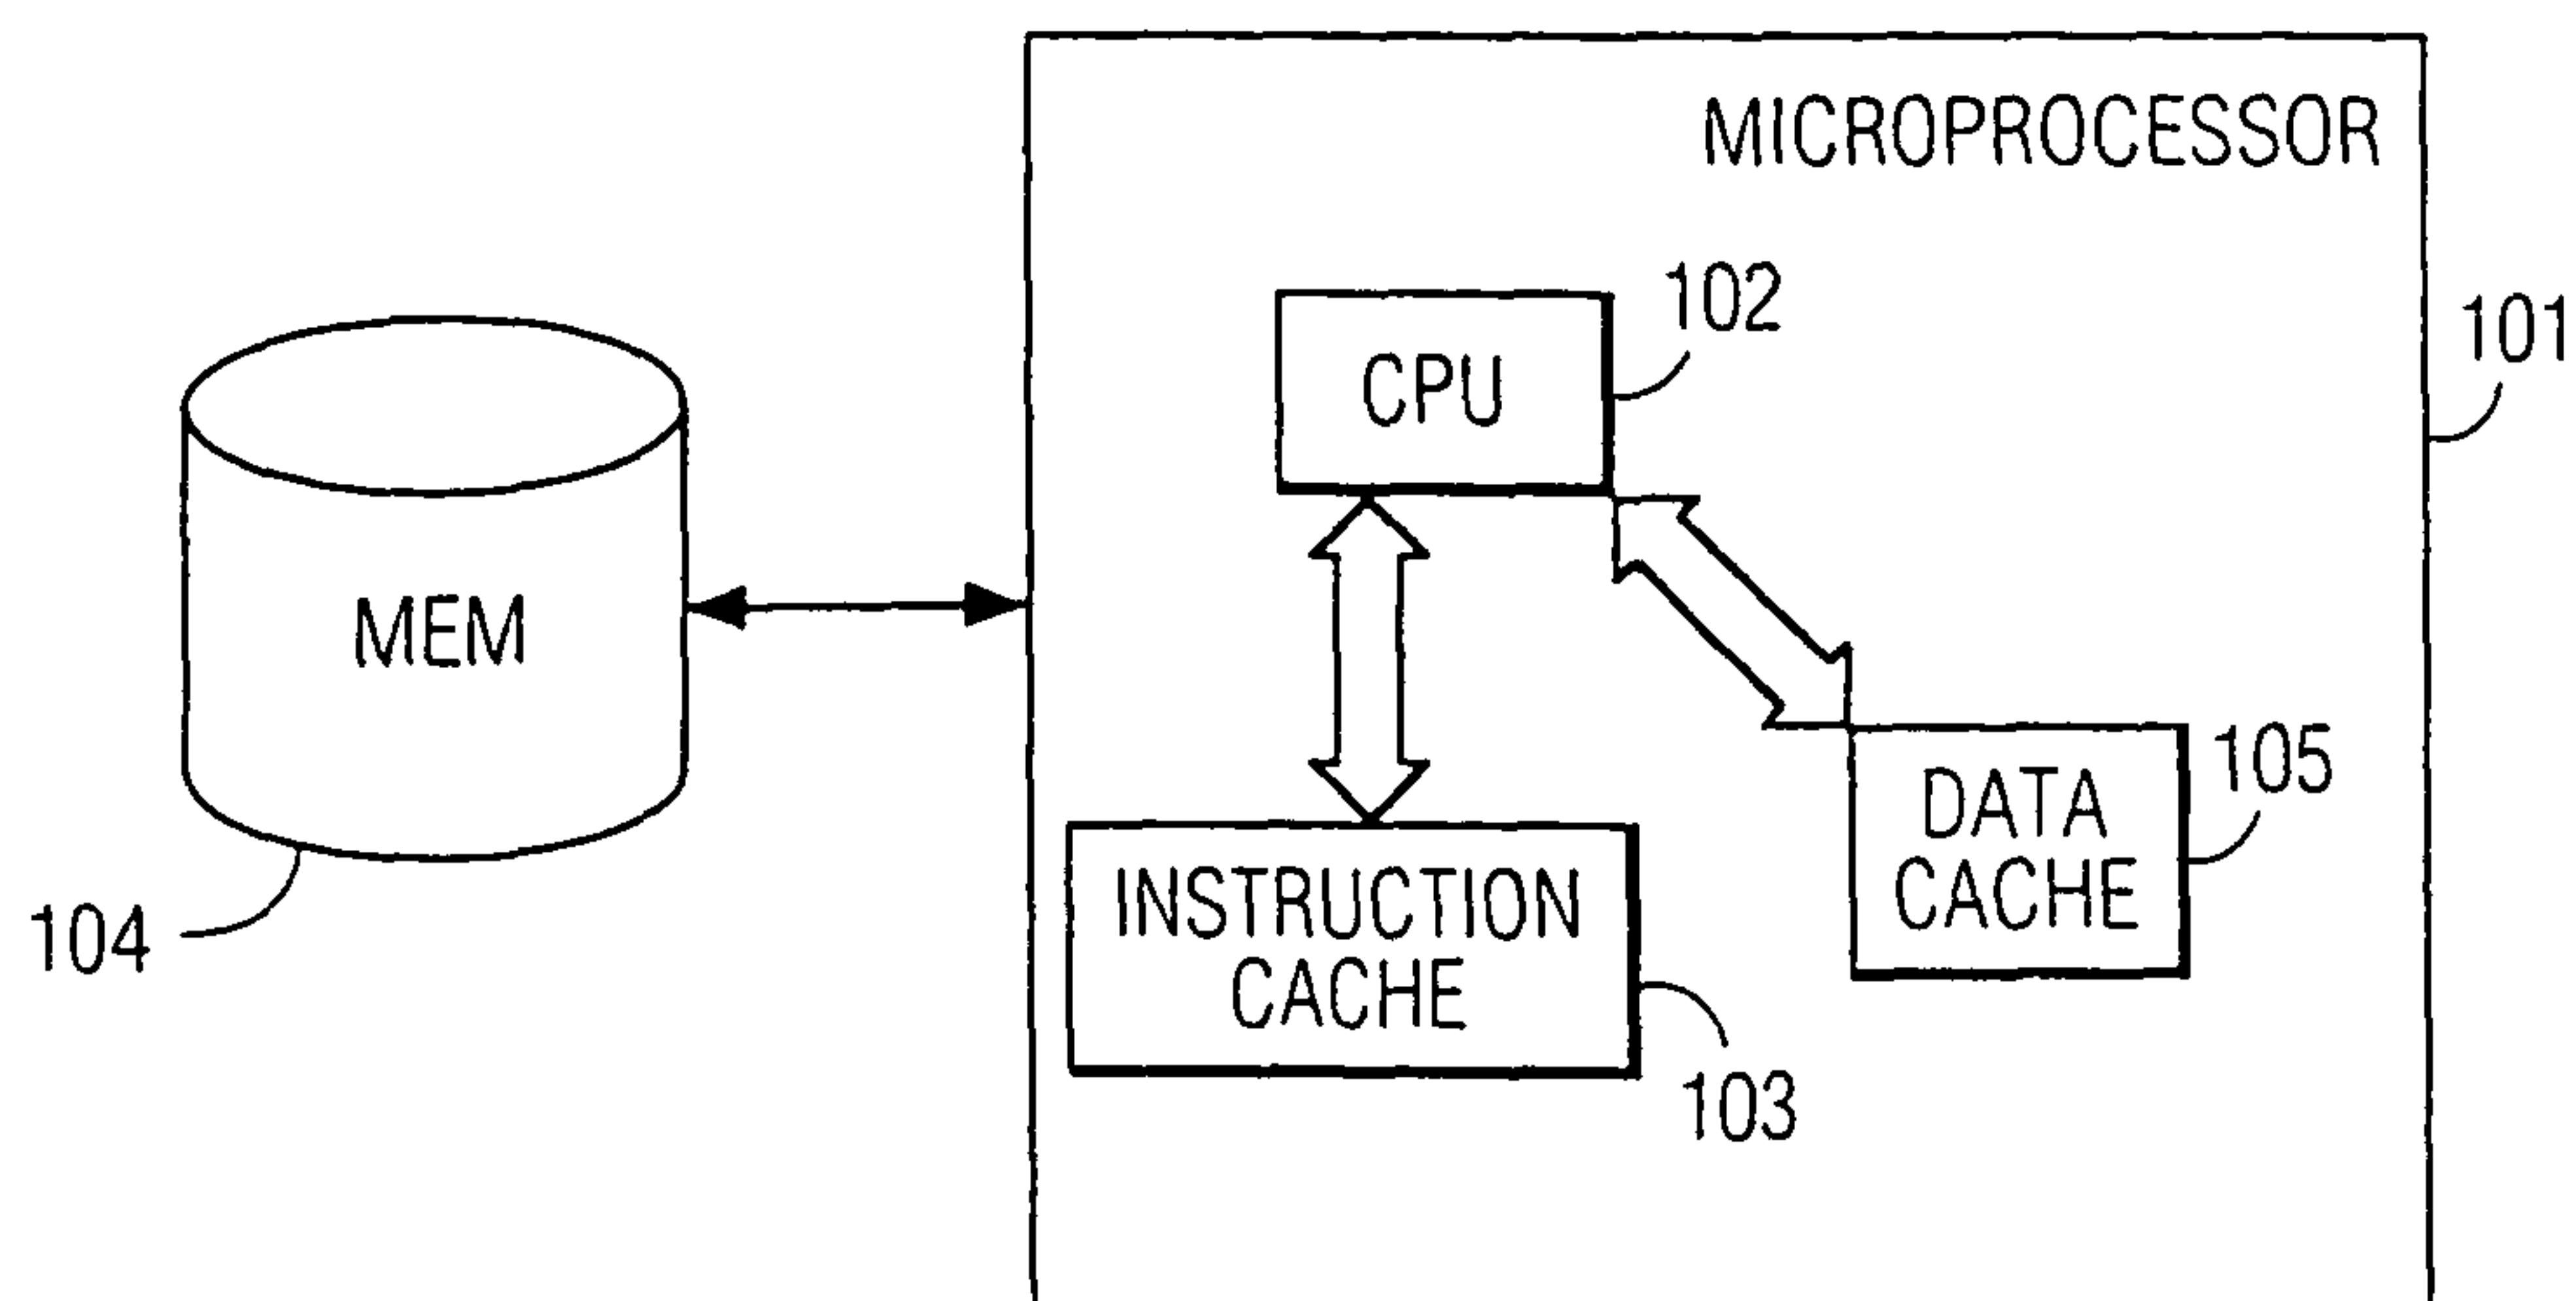 MICROPROCESSOR
102
CPU
101
MEM
105
DATA
CACHE
INSTRUCTION
CACHE
104
103